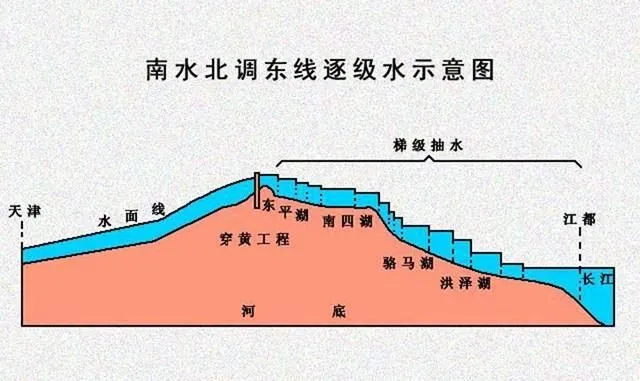 南水北调东线逐级水示意图
梯级抽水
天津
水面线
东平湖
南四湖
江都
穿黄工程
骆马湖
洪泽湖
长江
河底